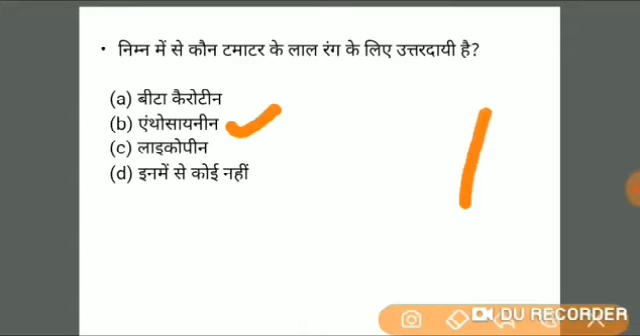 • निम्न में से कौन टमाटर के लाल रंग के लिए उत्तरदायी है?
(a) बीटा कैरोटीन
(b) एंथोसायनीन
(c) लाइकोपीन
(d) इनमें से कोई नहीं
DU RECORDER